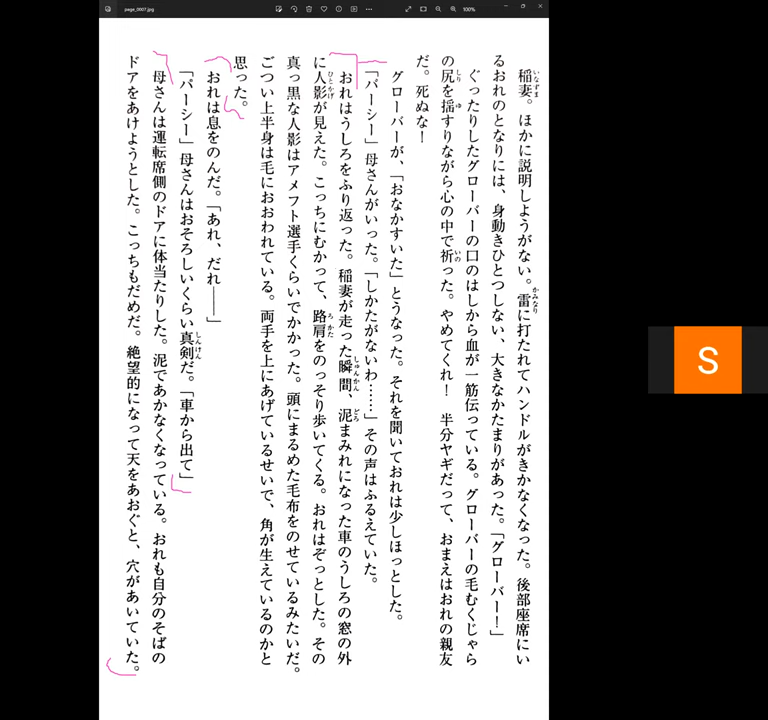 page_0007.jpg
100%
稲妻。ほかに説明しようがない。雷に打たれてハンドルがきかなくなった。後部座席にい
るおれのとなりには、身動きひとつしない、大きなかたまりがあった。「グローバー！」
ぐったりしたグローバーの口のはしから血が一筋伝っている。グローバーの毛むくじゃら
の尻を揺すりながら心の中で祈った。やめてくれ！　半分ヤギだって、おまえはおれの親友
だ。死ぬな！
グローバーが、「おなかすいた」とうなった。それを聞いておれは少しほっとした。
「パーシー」母さんがいった。「しかたがないわ……」その声はふるえていた。
おれはうしろをふり返った。稲妻が走った瞬間、泥まみれになった車のうしろの窓の外
に人影が見えた。こっちにむかって、路肩をのっそり歩いてくる。おれはぞっとした。その
真っ黒な人影はアメフト選手くらいでかかった。頭にまるめた毛布をのせているみたいだ。
ごつい上半身は毛におおわれている。両手を上にあげているせいで、角が生えているのかと
思った。
おれは息をのんだ。「あれ、だれ――」
「パーシー」母さんはおそろしいくらい真剣だ。「車から出て」
母さんは運転席側のドアに体当たりした。泥であかなくなっている。おれも自分のそばの
ドアをあけようとした。こっちもだめだ。絶望的になって天をあおぐと、穴があいていた。
S